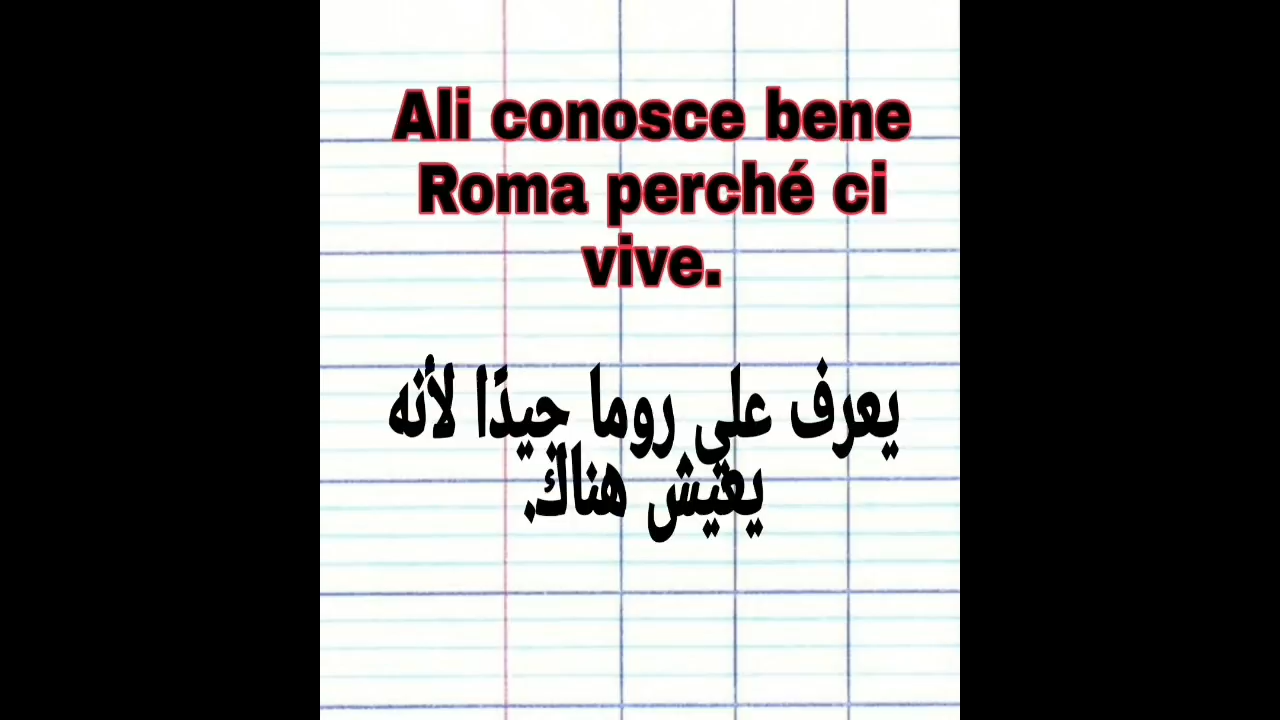 Ali conosce bene
Roma perché ci
vive.
يعرف علي روما جيدًا لأنه
يعيش هناك.